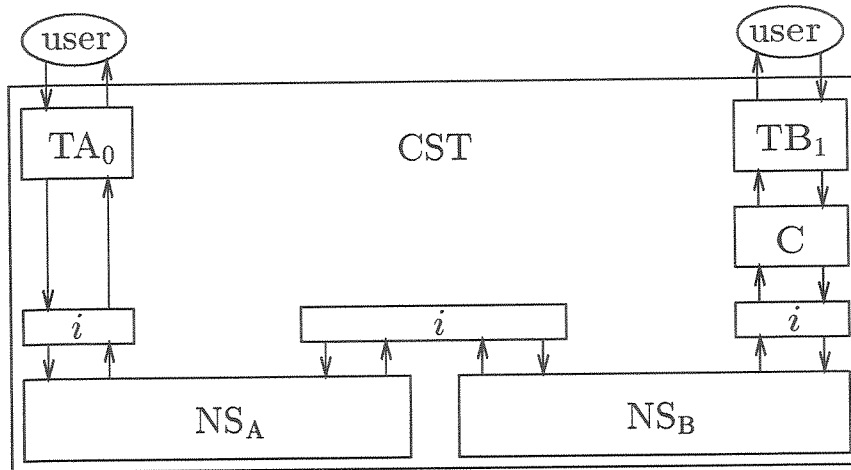 user
user
TA₀
CST
TB₁
C
i
i
i
NS_A
NS_B